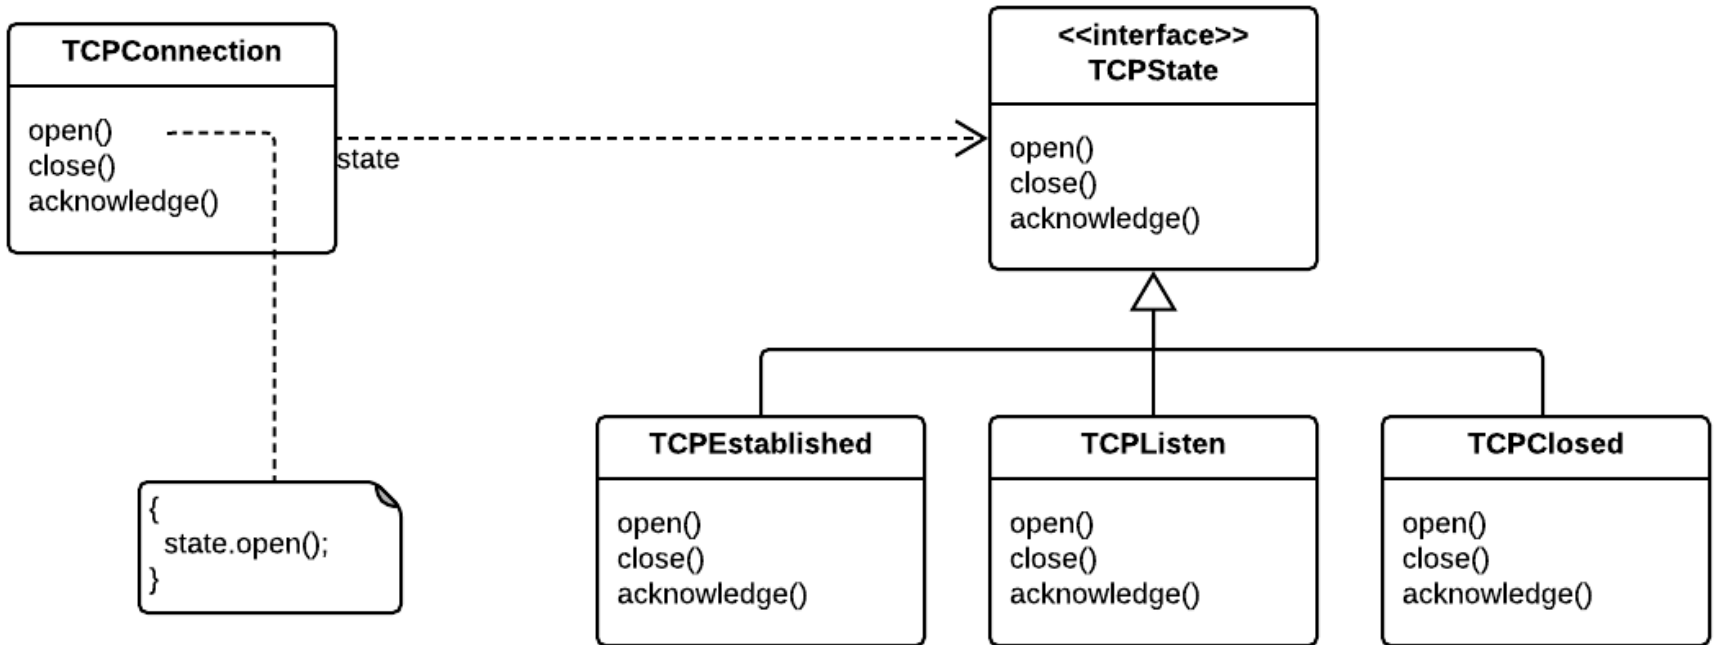 TCPConnection
open()
close()
acknowledge()
state
<<interface>>
TCPState
open()
close()
acknowledge()
{
state.open();
}
TCPEstablished
open()
close()
acknowledge()
TCPListen
open()
close()
acknowledge()
TCPClosed
open()
close()
acknowledge()